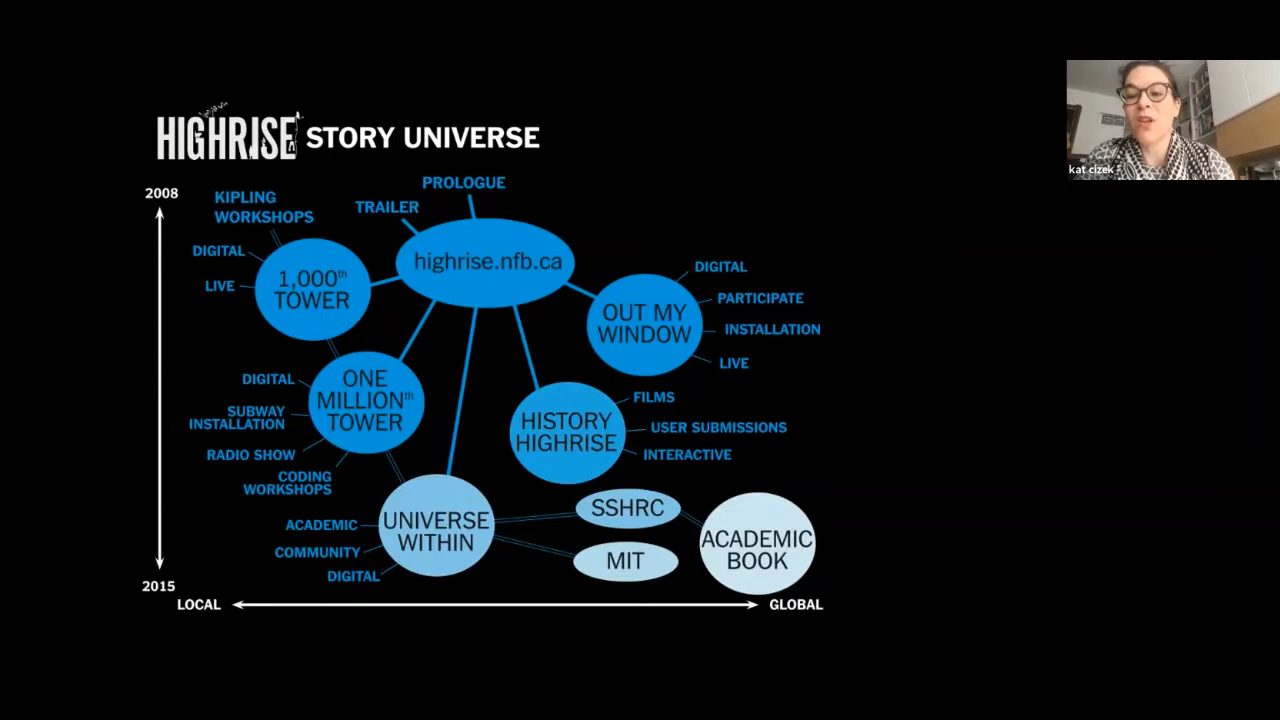 HIGHRISE STORY UNIVERSE
kat cizek
2008
PROLOGUE
TRAILER
KIPLING
WORKSHOPS
DIGITAL
LIVE
1,000th
TOWER
highrise.nfb.ca
OUT MY
WINDOW
DIGITAL
PARTICIPATE
INSTALLATION
LIVE
DIGITAL
SUBWAY
INSTALLATION
RADIO SHOW
CODING
WORKSHOPS
ONE
MILLIONth
TOWER
HISTORY
HIGHRISE
FILMS
USER SUBMISSIONS
INTERACTIVE
ACADEMIC
COMMUNITY
DIGITAL
UNIVERSE
WITHIN
SSHRC
MIT
ACADEMIC
BOOK
2015
LOCAL
GLOBAL